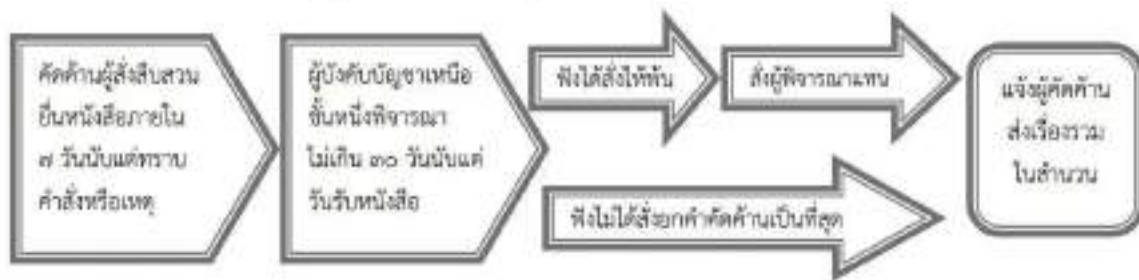 คัดค้านผู้สั่งสืบสวน
ยื่นหนังสือภายใน
๗ วันนับแต่ทราบ
คำสั่งหรือเหตุ
ผู้บังคับบัญชาเหนือ
ชั้นหนึ่งพิจารณา
ไม่เกิน ๓๐ วันนับแต่
วันรับหนังสือ
ฟังได้สั่งให้พ้น
สั่งผู้พิจารณาแทน
ฟังไม่ได้สั่งยกคำคัดค้านเป็นที่สุด
แจ้งผู้คัดค้าน
ส่งเรื่องรวม
ในสำนวน